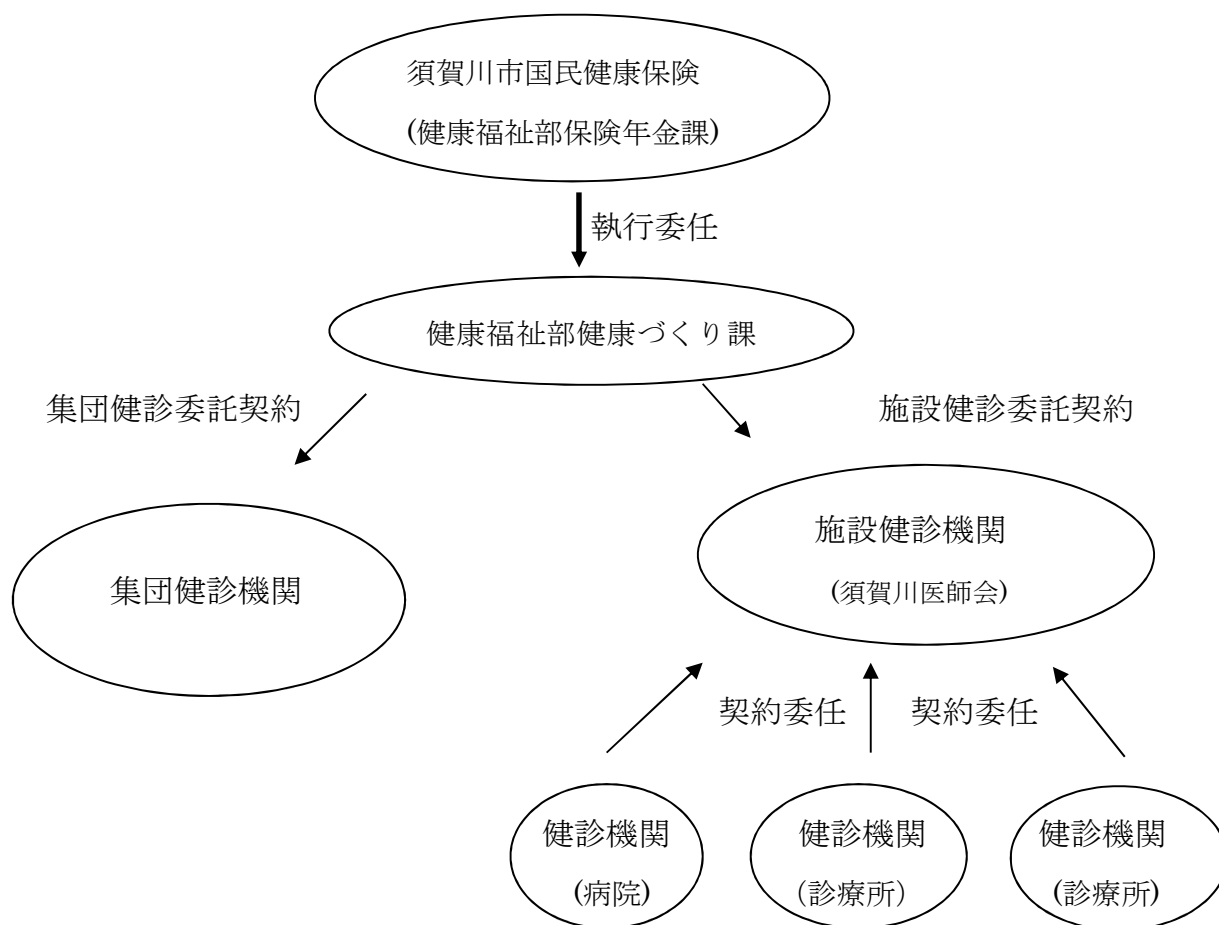 須賀川市国民健康保険
(健康福祉部保険年金課)
執行委任
健康福祉部健康づくり課
集団健診委託契約
施設健診委託契約
施設健診機関
(須賀川医師会)
集団健診機関
契約委任
契約委任
健診機関
(病院)
健診機関
(診療所)
健診機関
(診療所)